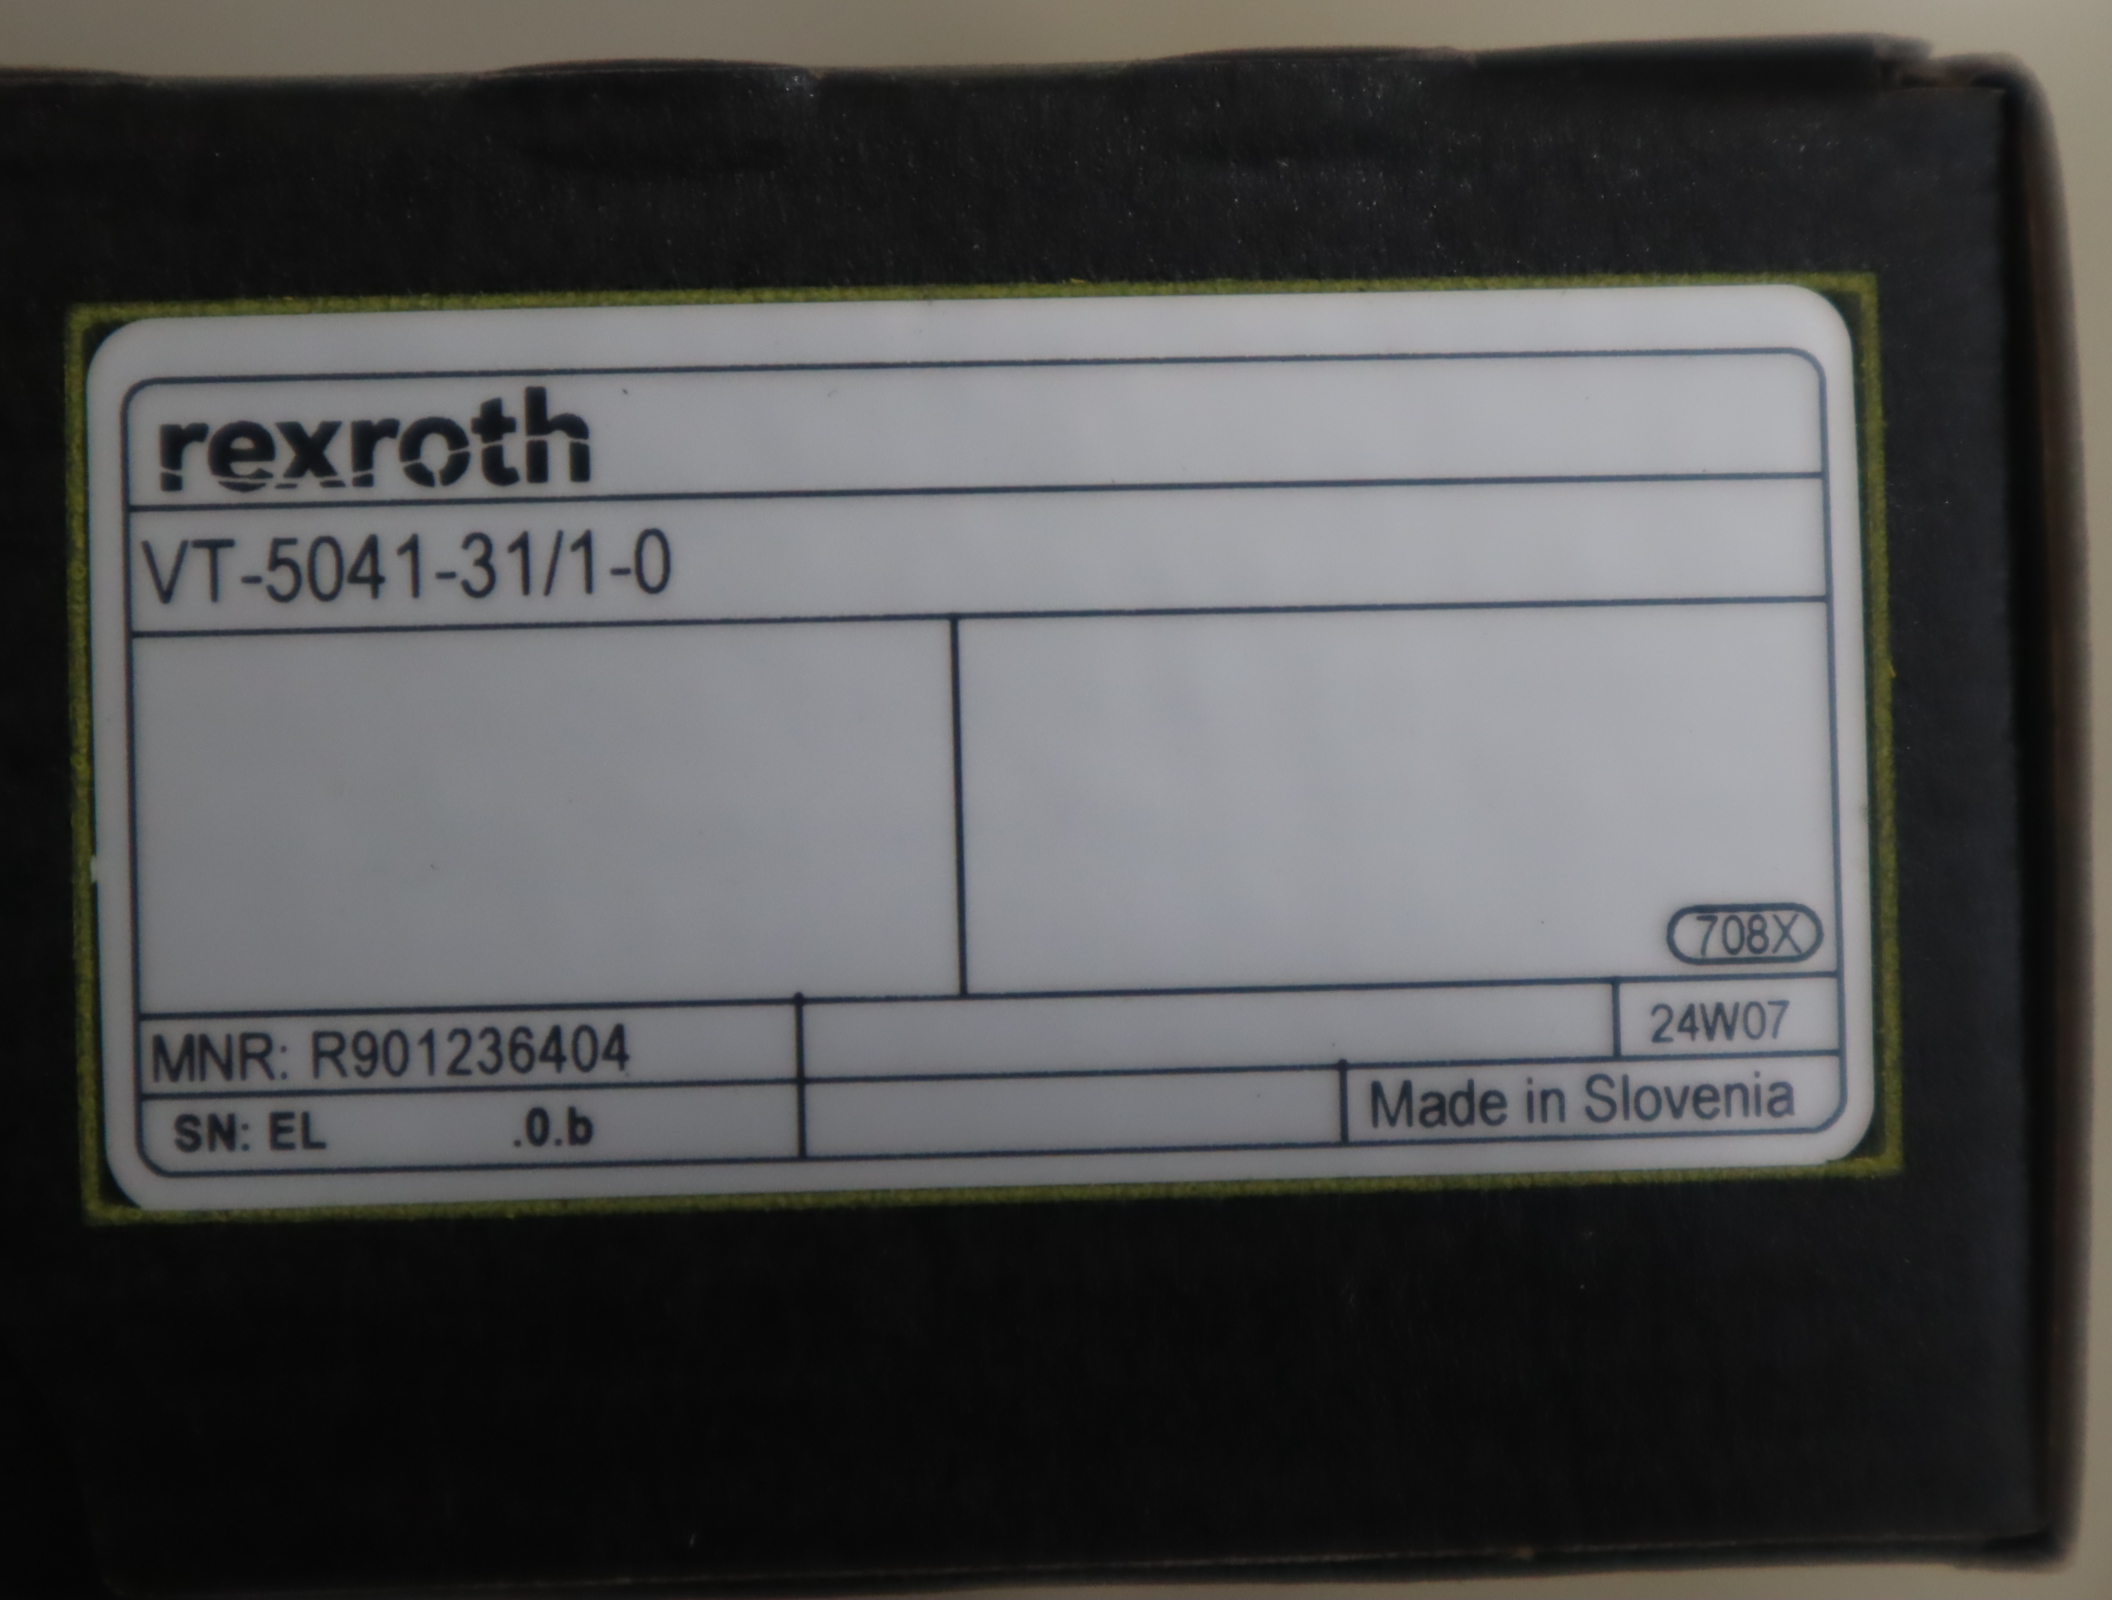 rexroth
VT-5041-31/1-0
708X
MNR: R901236404
24W07
SN: EL .0.b
Made in Slovenia